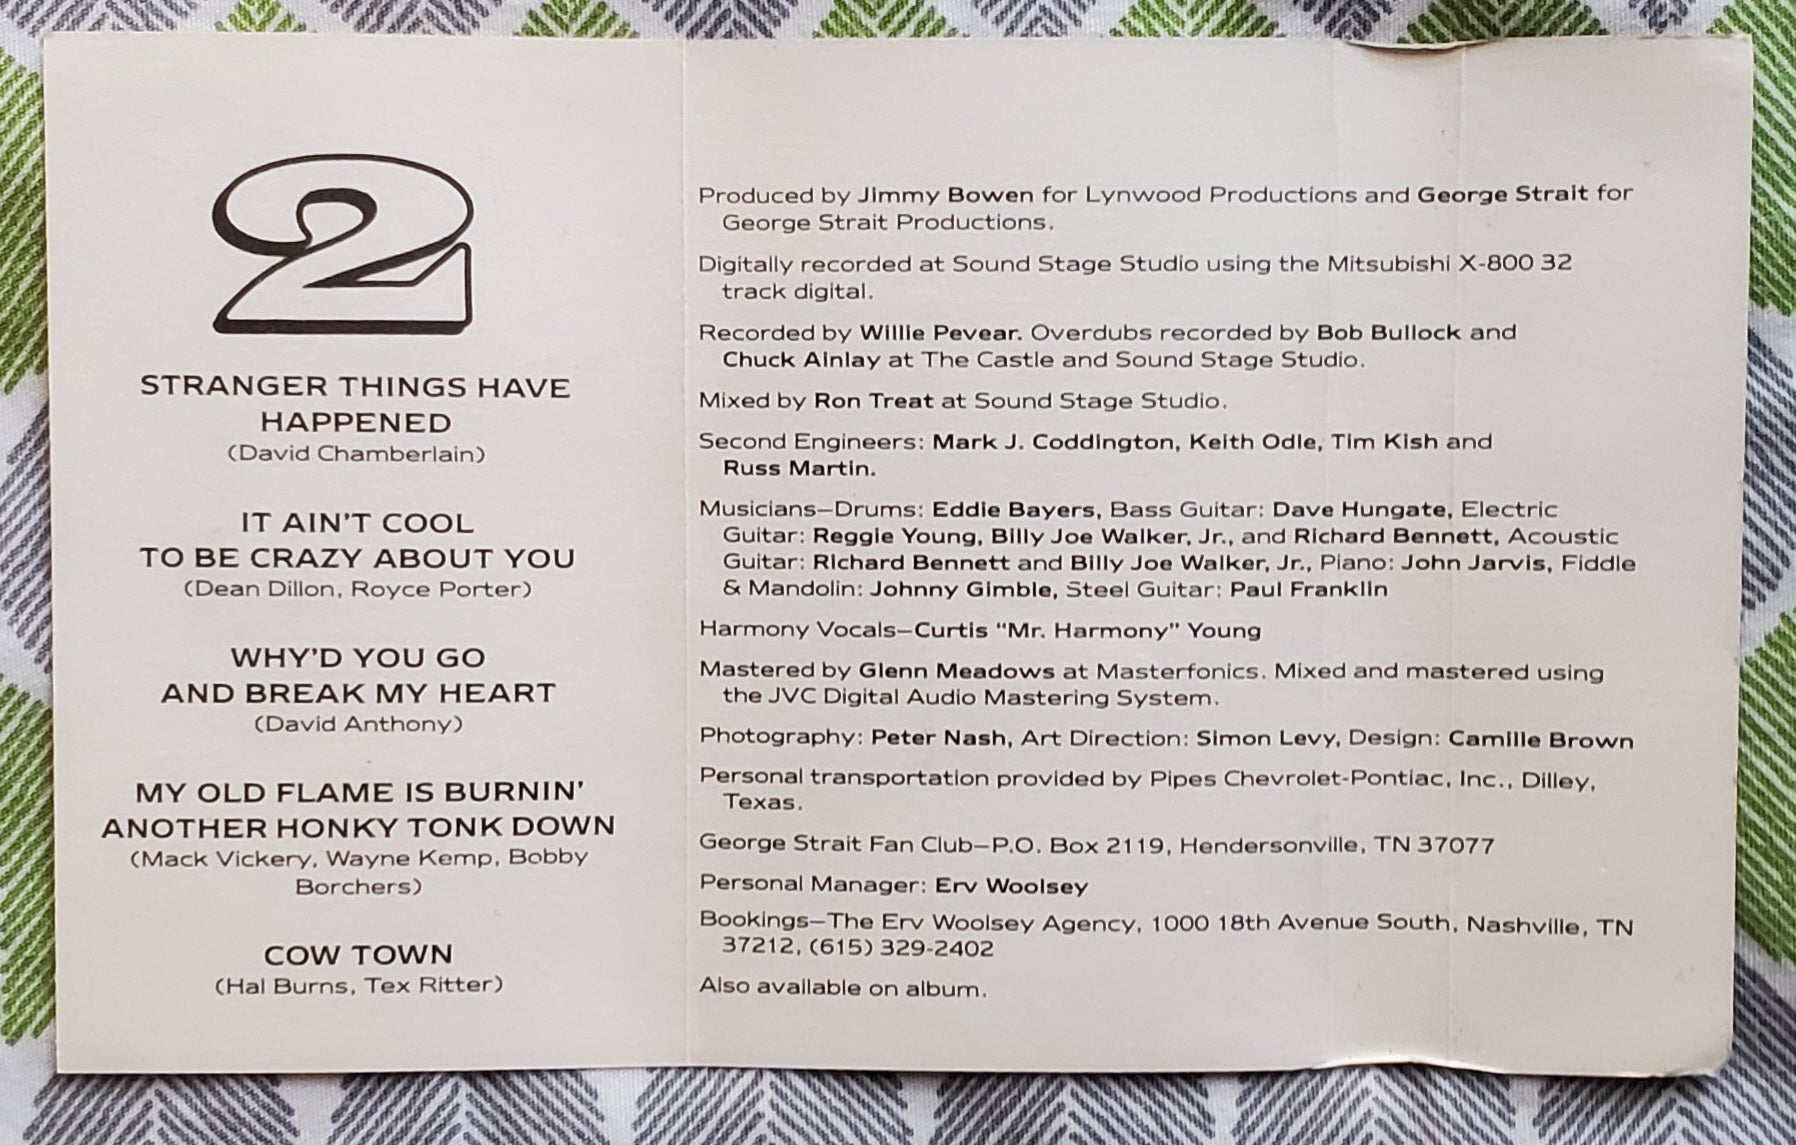 2
STRANGER THINGS HAVE
HAPPENED
(David Chamberlain)
IT AIN'T COOL
TO BE CRAZY ABOUT YOU
(Dean Dillon, Royce Porter)
WHY'D YOU GO
AND BREAK MY HEART
(David Anthony)
MY OLD FLAME IS BURNIN'
ANOTHER HONKY TONK DOWN
(Mack Vickery, Wayne Kemp, Bobby
Borchers)
COW TOWN
(Hal Burns, Tex Ritter)
Produced by Jimmy Bowen for Lynwood Productions and George Strait for
George Strait Productions.
Digitally recorded at Sound Stage Studio using the Mitsubishi X-800 32
track digital.
Recorded by Willie Pevear. Overdubs recorded by Bob Bullock and
Chuck Ainlay at The Castle and Sound Stage Studio.
Mixed by Ron Treat at Sound Stage Studio.
Second Engineers: Mark J. Coddington, Keith Odle, Tim Kish and
Russ Martin.
Musicians—Drums: Eddie Bayers, Bass Guitar: Dave Hungate, Electric
Guitar: Reggie Young, Billy Joe Walker, Jr., and Richard Bennett, Acoustic
Guitar: Richard Bennett and Billy Joe Walker, Jr., Piano: John Jarvis, Fiddle
& Mandolin: Johnny Gimble, Steel Guitar: Paul Franklin
Harmony Vocals—Curtis "Mr. Harmony" Young
Mastered by Glenn Meadows at Masterfonics. Mixed and mastered using
the JVC Digital Audio Mastering System.
Photography: Peter Nash, Art Direction: Simon Levy, Design: Camille Brown
Personal transportation provided by Pipes Chevrolet-Pontiac, Inc., Dilley,
Texas.
George Strait Fan Club—P.O. Box 2119, Hendersonville, TN 37077
Personal Manager: Erv Woolsey
Bookings—The Erv Woolsey Agency, 1000 18th Avenue South, Nashville, TN
37212, (615) 329-2402
Also available on album.